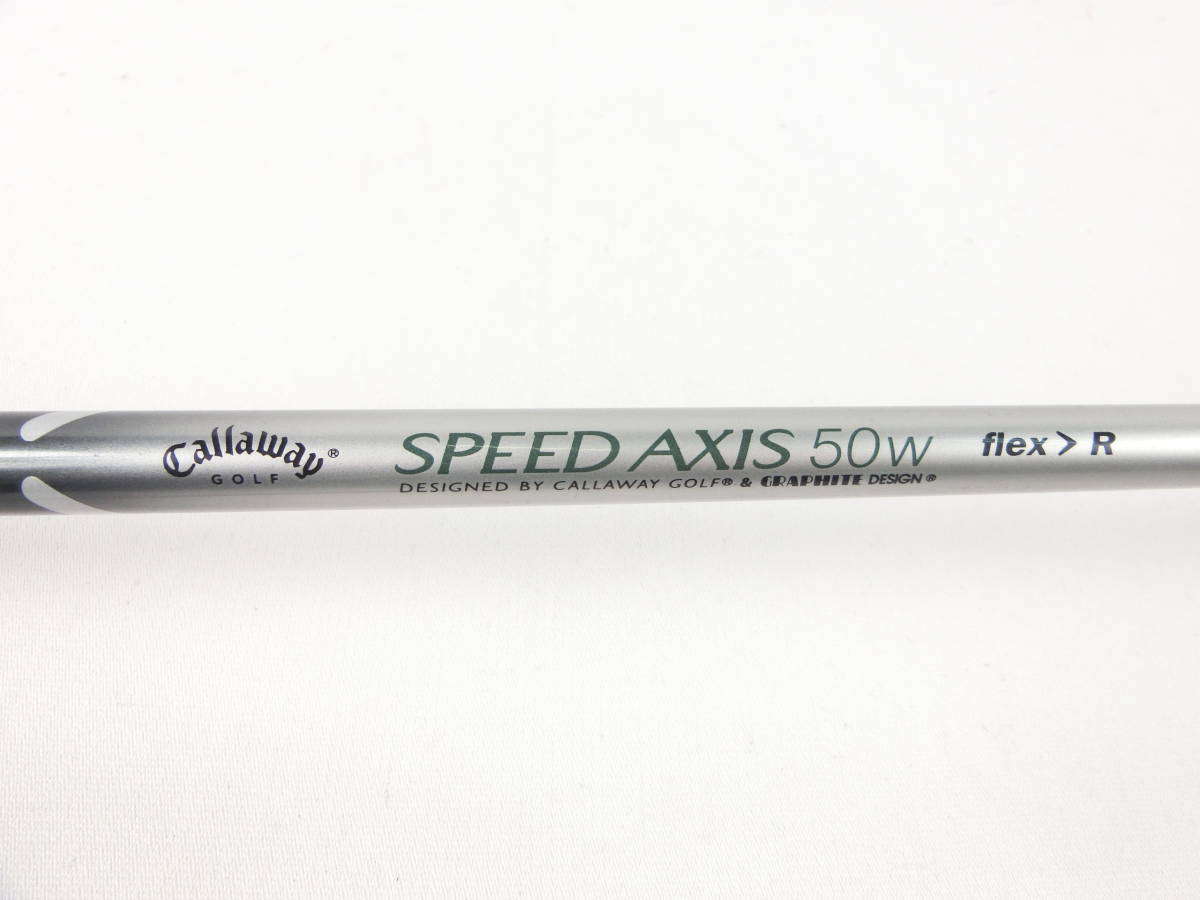 Callaway®
GOLF
SPEED AXIS 50w flex > R
DESIGNED BY CALLAWAY GOLF® & GRAPHITE DESIGN®